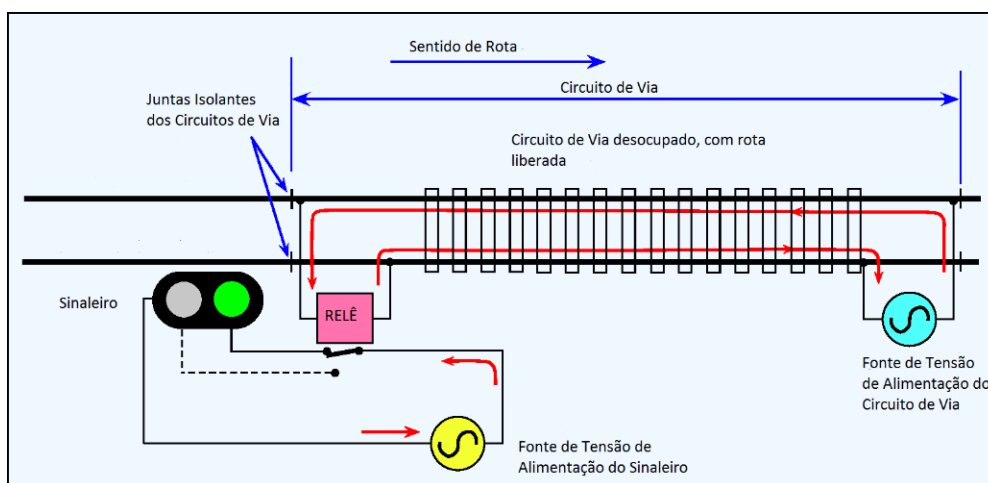 Sentido de Rota
Circuito de Via
Juntas Isolantes
dos Circuitos de Via
Circuito de Via desocupado, com rota
liberada
Sinaleiro
RELÊ
Fonte de Tensão
de Alimentação do
Circuito de Via
Fonte de Tensão de
Alimentação do Sinaleiro